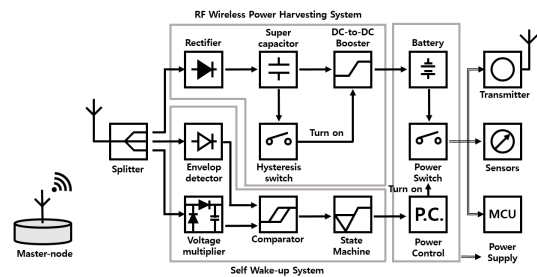 RF Wireless Power Harvesting System
Rectifier
Super
capacitor
DC-to-DC
Booster
Battery
Transmitter
Turn on
Splitter
Envelop
detector
Hysteresis
switch
Power
Switch
Sensors
Turn on
Master-node
Voltage
multiplier
Comparator
State
Machine
P.C.
Power
Control
MCU
Power
Supply
Self Wake-up System